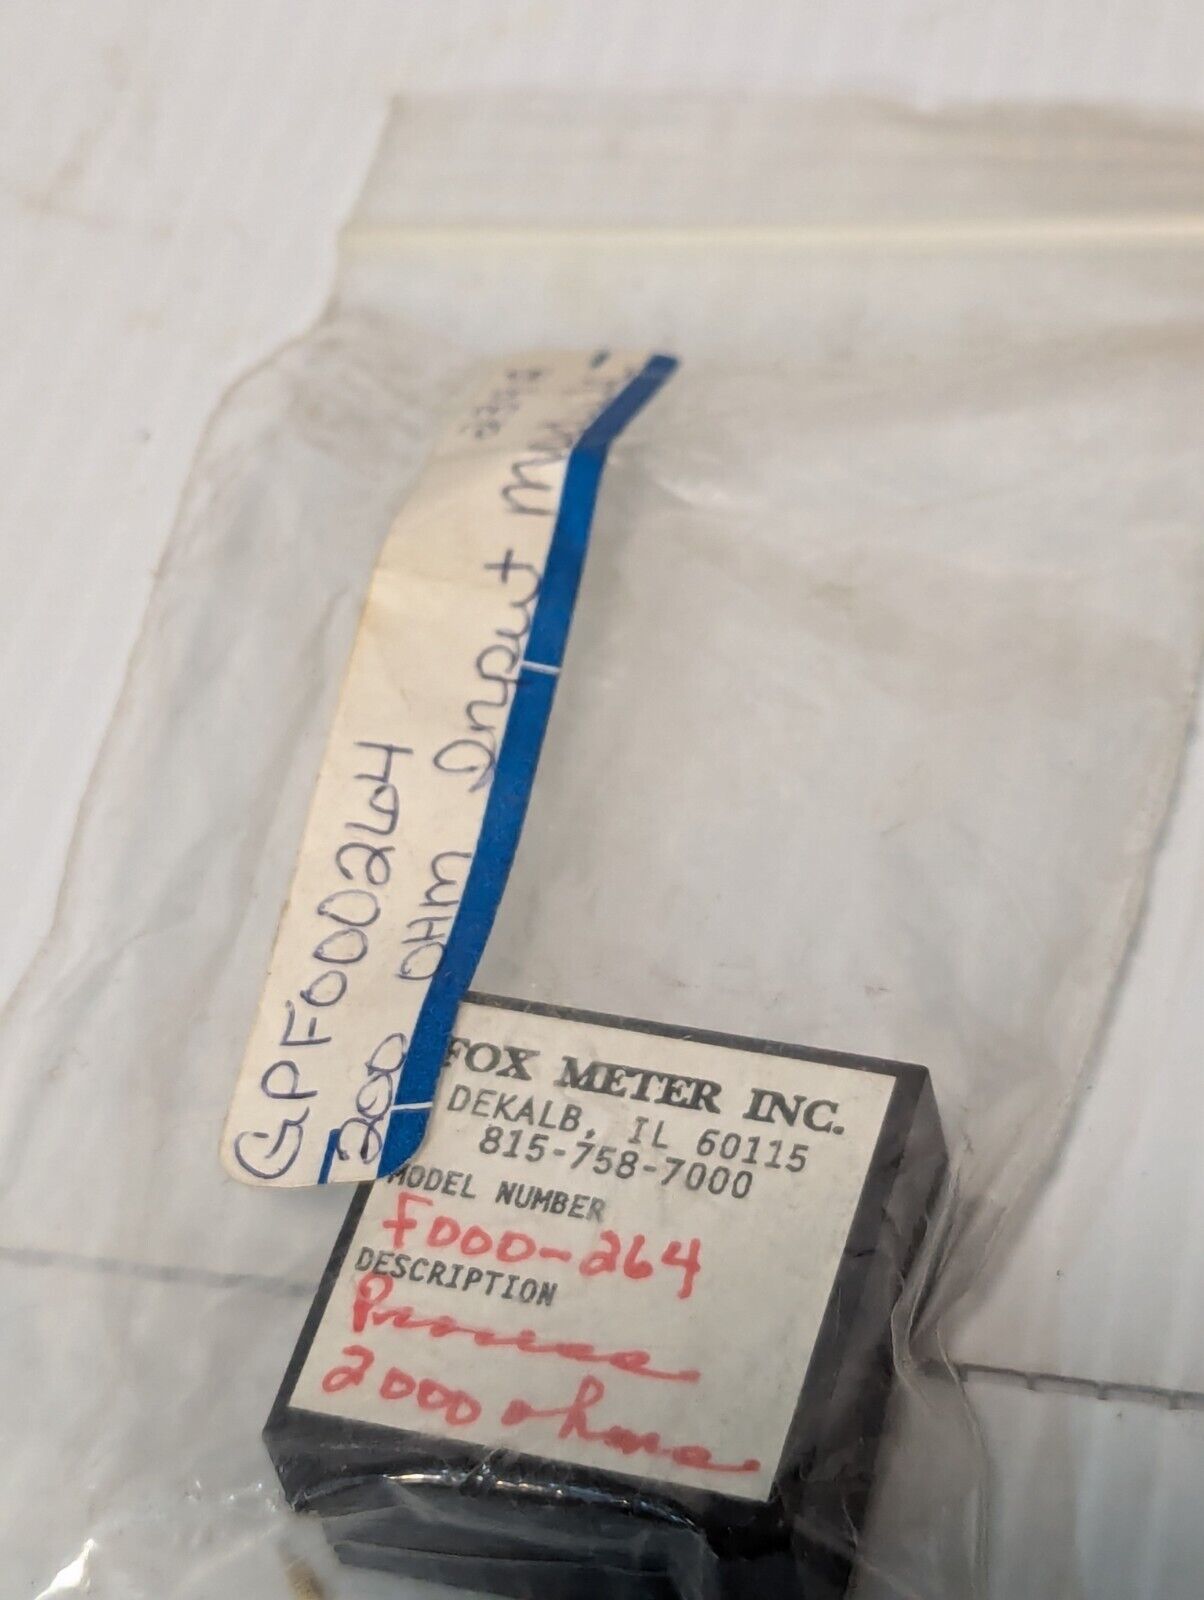 GPF000264
200 OHM Input
FOX METER INC.
DEKALB, IL 60115
815-758-7000
MODEL NUMBER
F000-264
DESCRIPTION
Process
2000 ohms